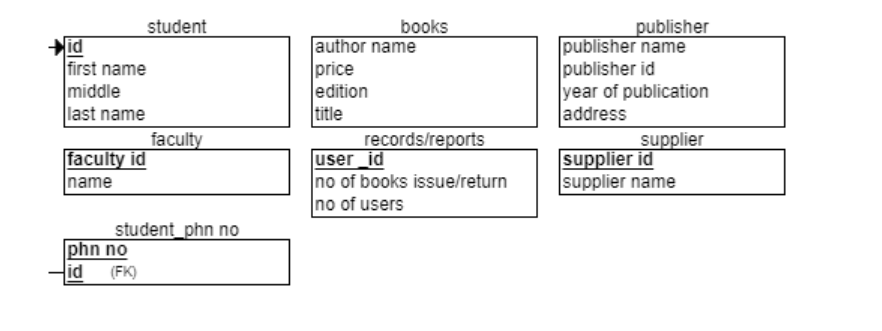 student
id
first name
middle
last name
books
author name
price
edition
title
publisher
publisher name
publisher id
year of publication
address
faculty
faculty id
name
records/reports
user _id
no of books issue/return
no of users
supplier
supplier id
supplier name
student_phn no
phn no
id (FK)